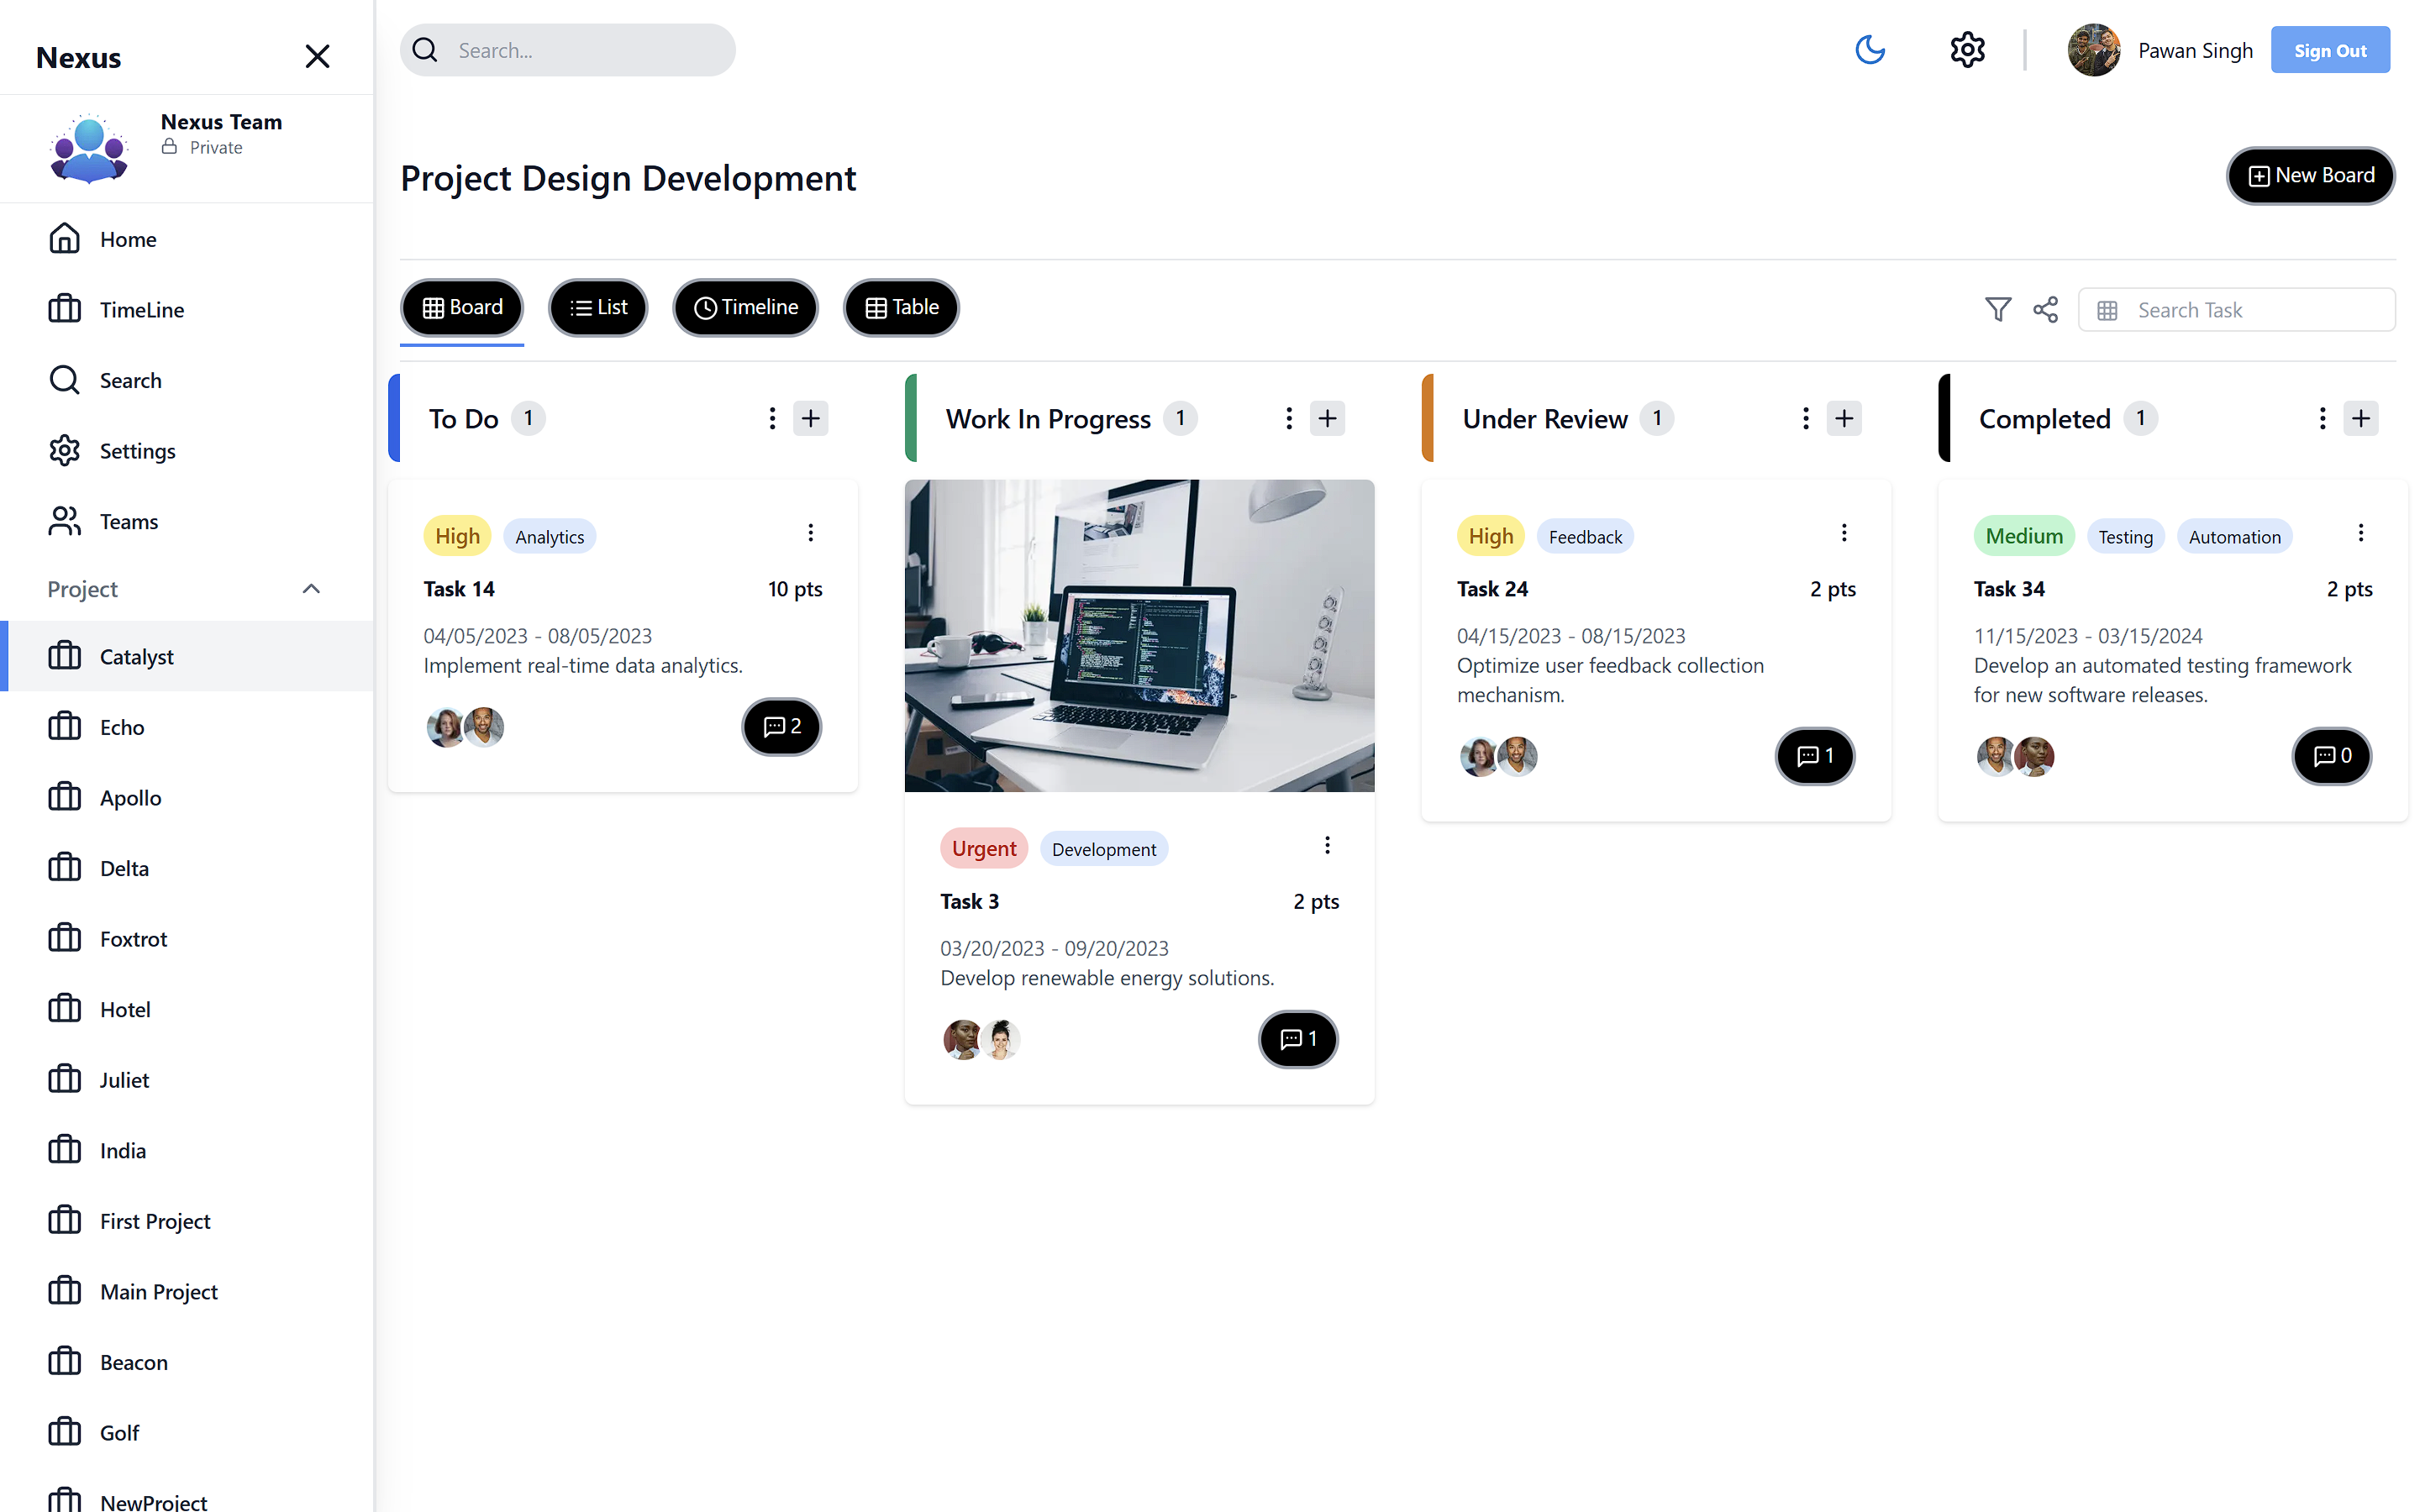 Nexus
Nexus Team
Private
Home
TimeLine
Search
Settings
Teams
Project
Catalyst
Echo
Apollo
Delta
Foxtrot
Hotel
Juliet
India
First Project
Main Project
Beacon
Golf
NewProject
Search...
Pawan Singh
Sign Out
Project Design Development
New Board
Board
List
Timeline
Table
Search Task
To Do 1
High Analytics
Task 14 10 pts
04/05/2023 - 08/05/2023
Implement real-time data analytics.
2
Work In Progress 1
Urgent Development
Task 3 2 pts
03/20/2023 - 09/20/2023
Develop renewable energy solutions.
1
Under Review 1
High Feedback
Task 24 2 pts
04/15/2023 - 08/15/2023
Optimize user feedback collection
mechanism.
1
Completed 1
Medium Testing Automation
Task 34 2 pts
11/15/2023 - 03/15/2024
Develop an automated testing framework
for new software releases.
0